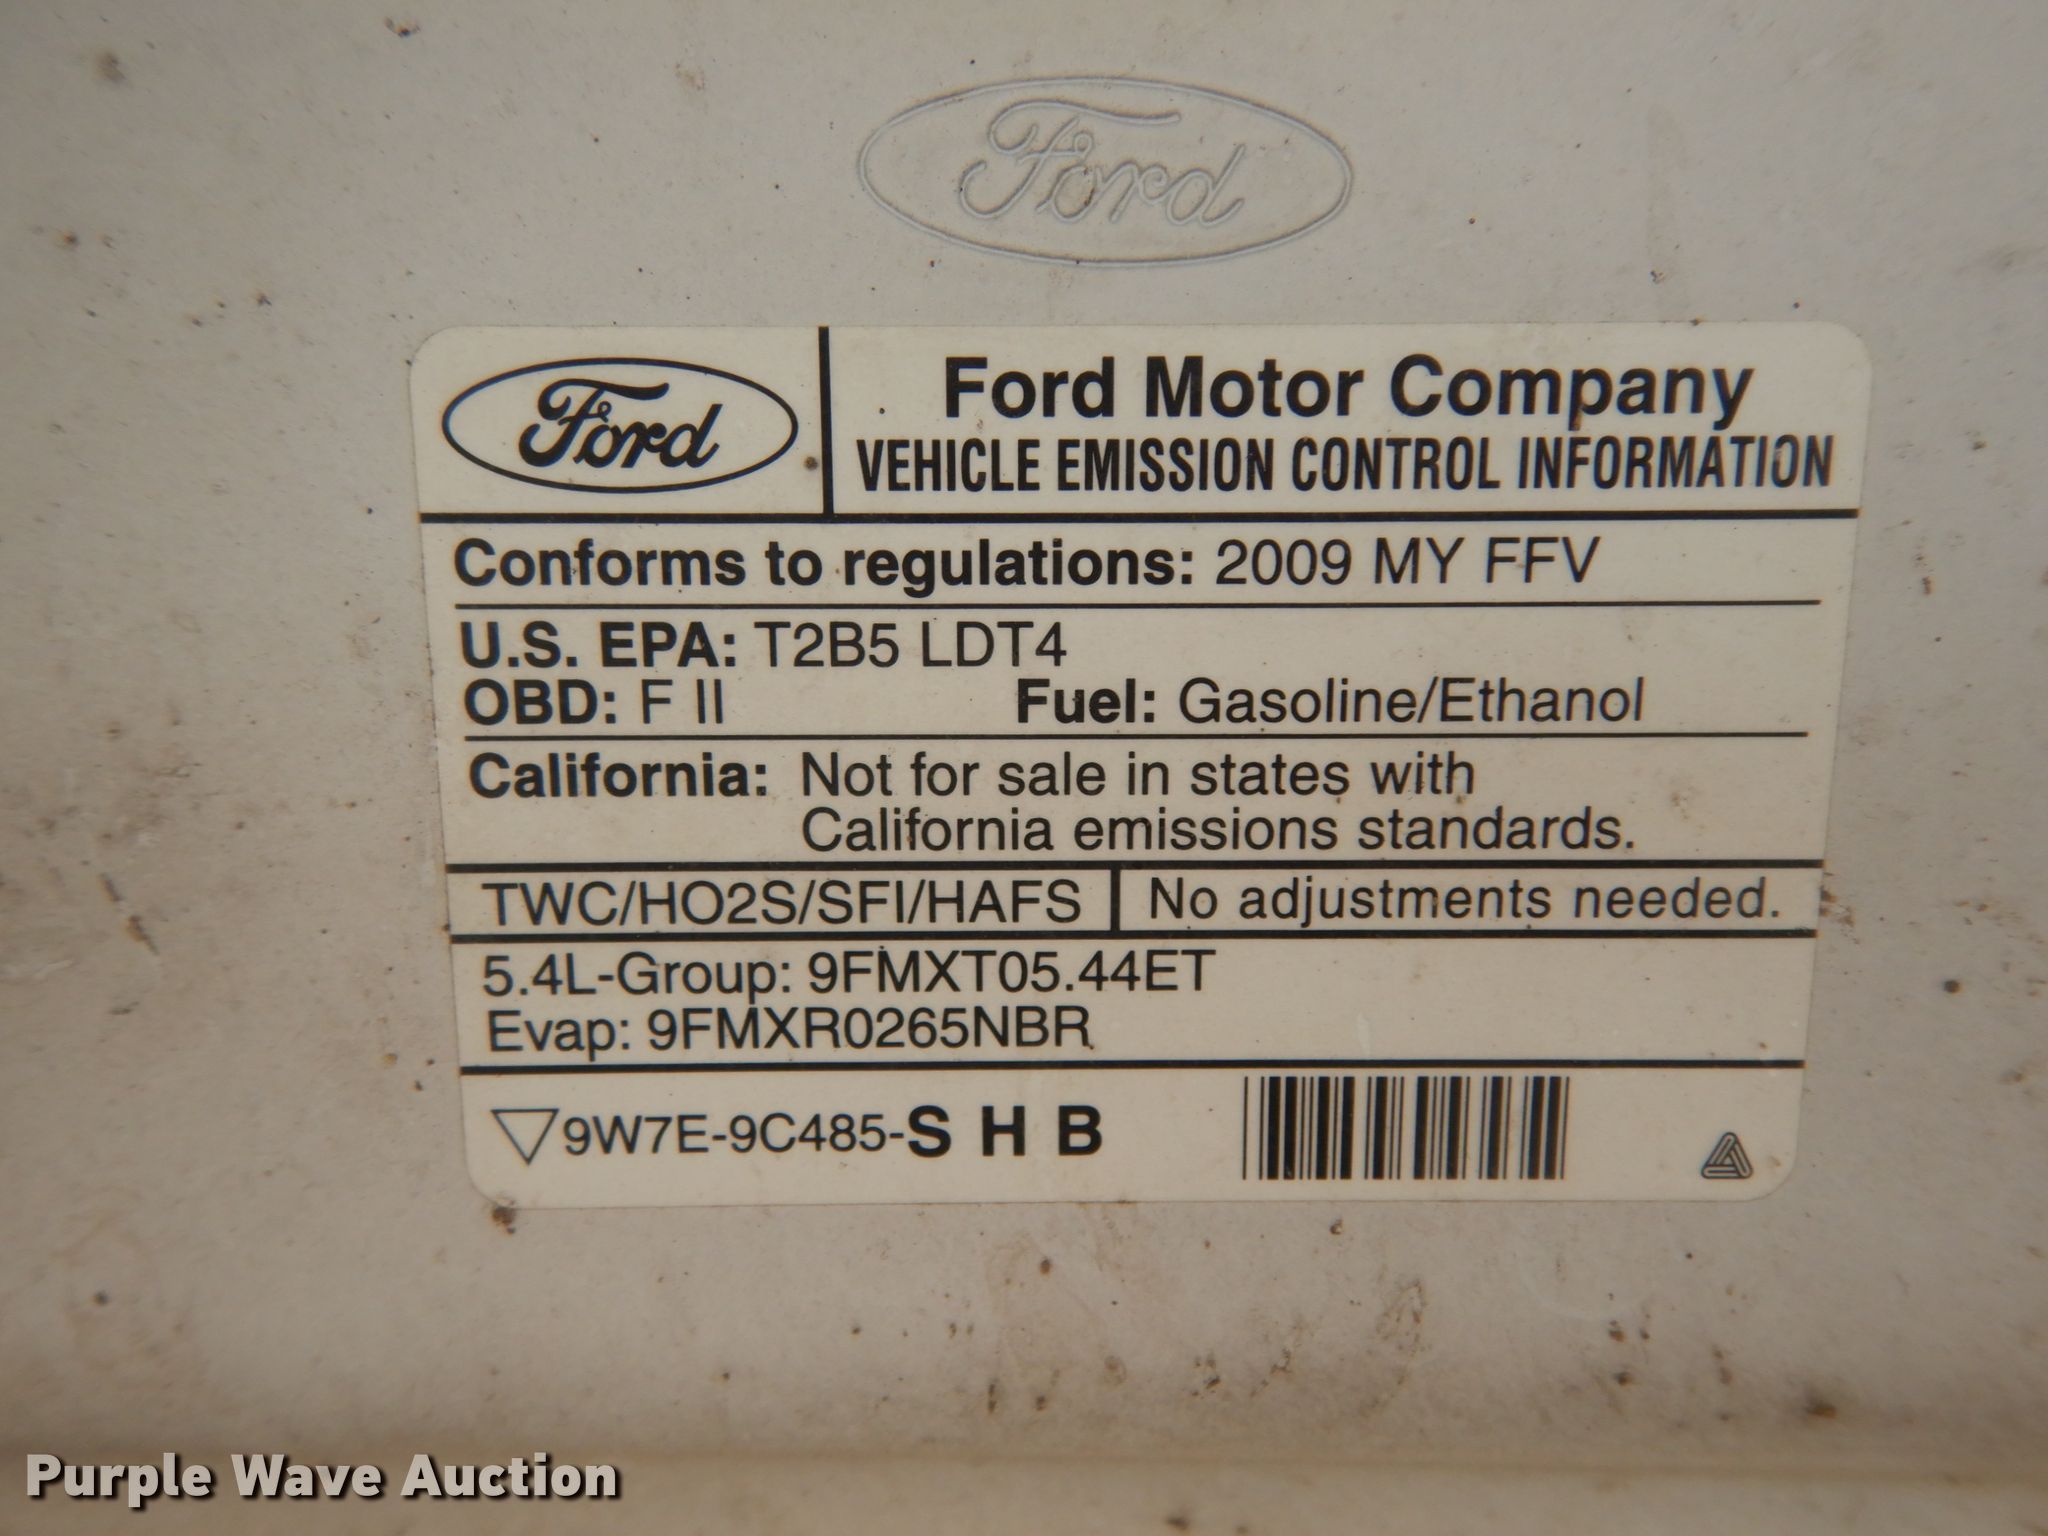 Ford
Ford
Ford Motor Company
VEHICLE EMISSION CONTROL INFORMATION
Conforms to regulations: 2009 MY FFV
U.S. EPA: T2B5 LDT4
OBD: F II Fuel: Gasoline/Ethanol
California: Not for sale in states with
California emissions standards.
TWC/HO2S/SFI/HAFS No adjustments needed.
5.4L-Group: 9FMXT05.44ET
Evap: 9FMXR0265NBR
9W7E-9C485-S H B
Purple Wave Auction